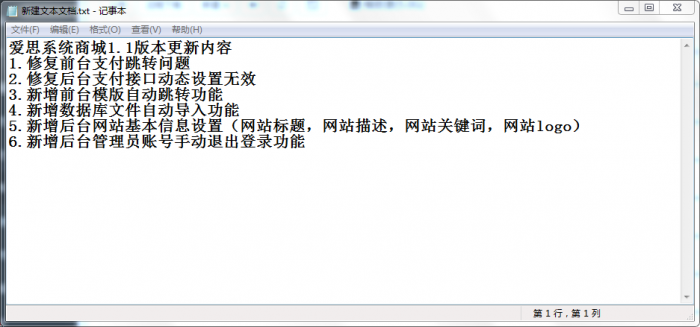 新建文本文档.txt - 记事本
文件(F) 编辑(E) 格式(O) 查看(V) 帮助(H)
爱思系统商城1.1版本更新内容
1.修复前台支付跳转问题
2.修复后台支付接口动态设置无效
3.新增前台模版自动跳转功能
4.新增数据库文件自动导入功能
5.新增后台网站基本信息设置（网站标题，网站描述，网站关键词，网站logo）
6.新增后台管理员账号手动退出登录功能
第 1 行，第 1 列